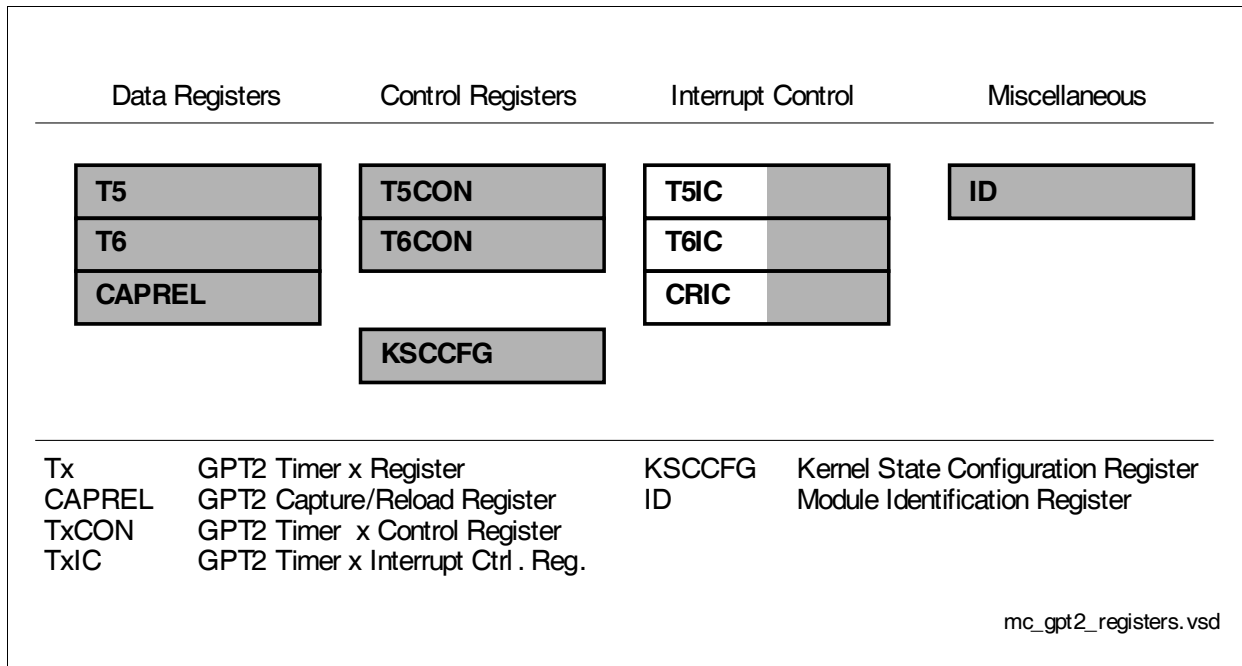 Data Registers Control Registers Interrupt Control Miscellaneous
T5 T5CON T5IC ID
T6 T6CON T6IC
CAPREL CRIC
KSCCFG
Tx GPT2 Timer x Register KSCCFG Kernel State Configuration Register
CAPREL GPT2 Capture/Reload Register ID Module Identification Register
TxCON GPT2 Timer x Control Register
TxIC GPT2 Timer x Interrupt Ctrl . Reg.
mc_gpt2_registers.vsd